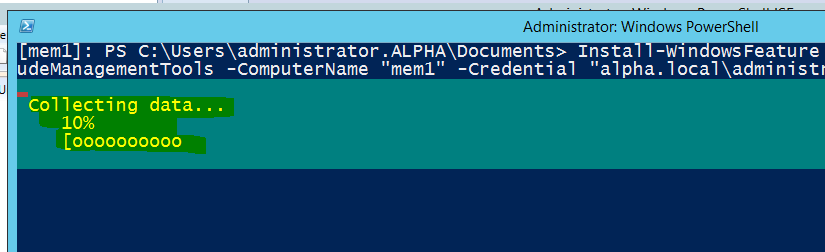 Administrator: Windows PowerShell
[mem1]: PS C:\Users\administrator.ALPHA\Documents> Install-WindowsFeature
udeManagementTools -ComputerName "mem1" -Credential "alpha.local\administr
Collecting data...
10%
[oooooooooo